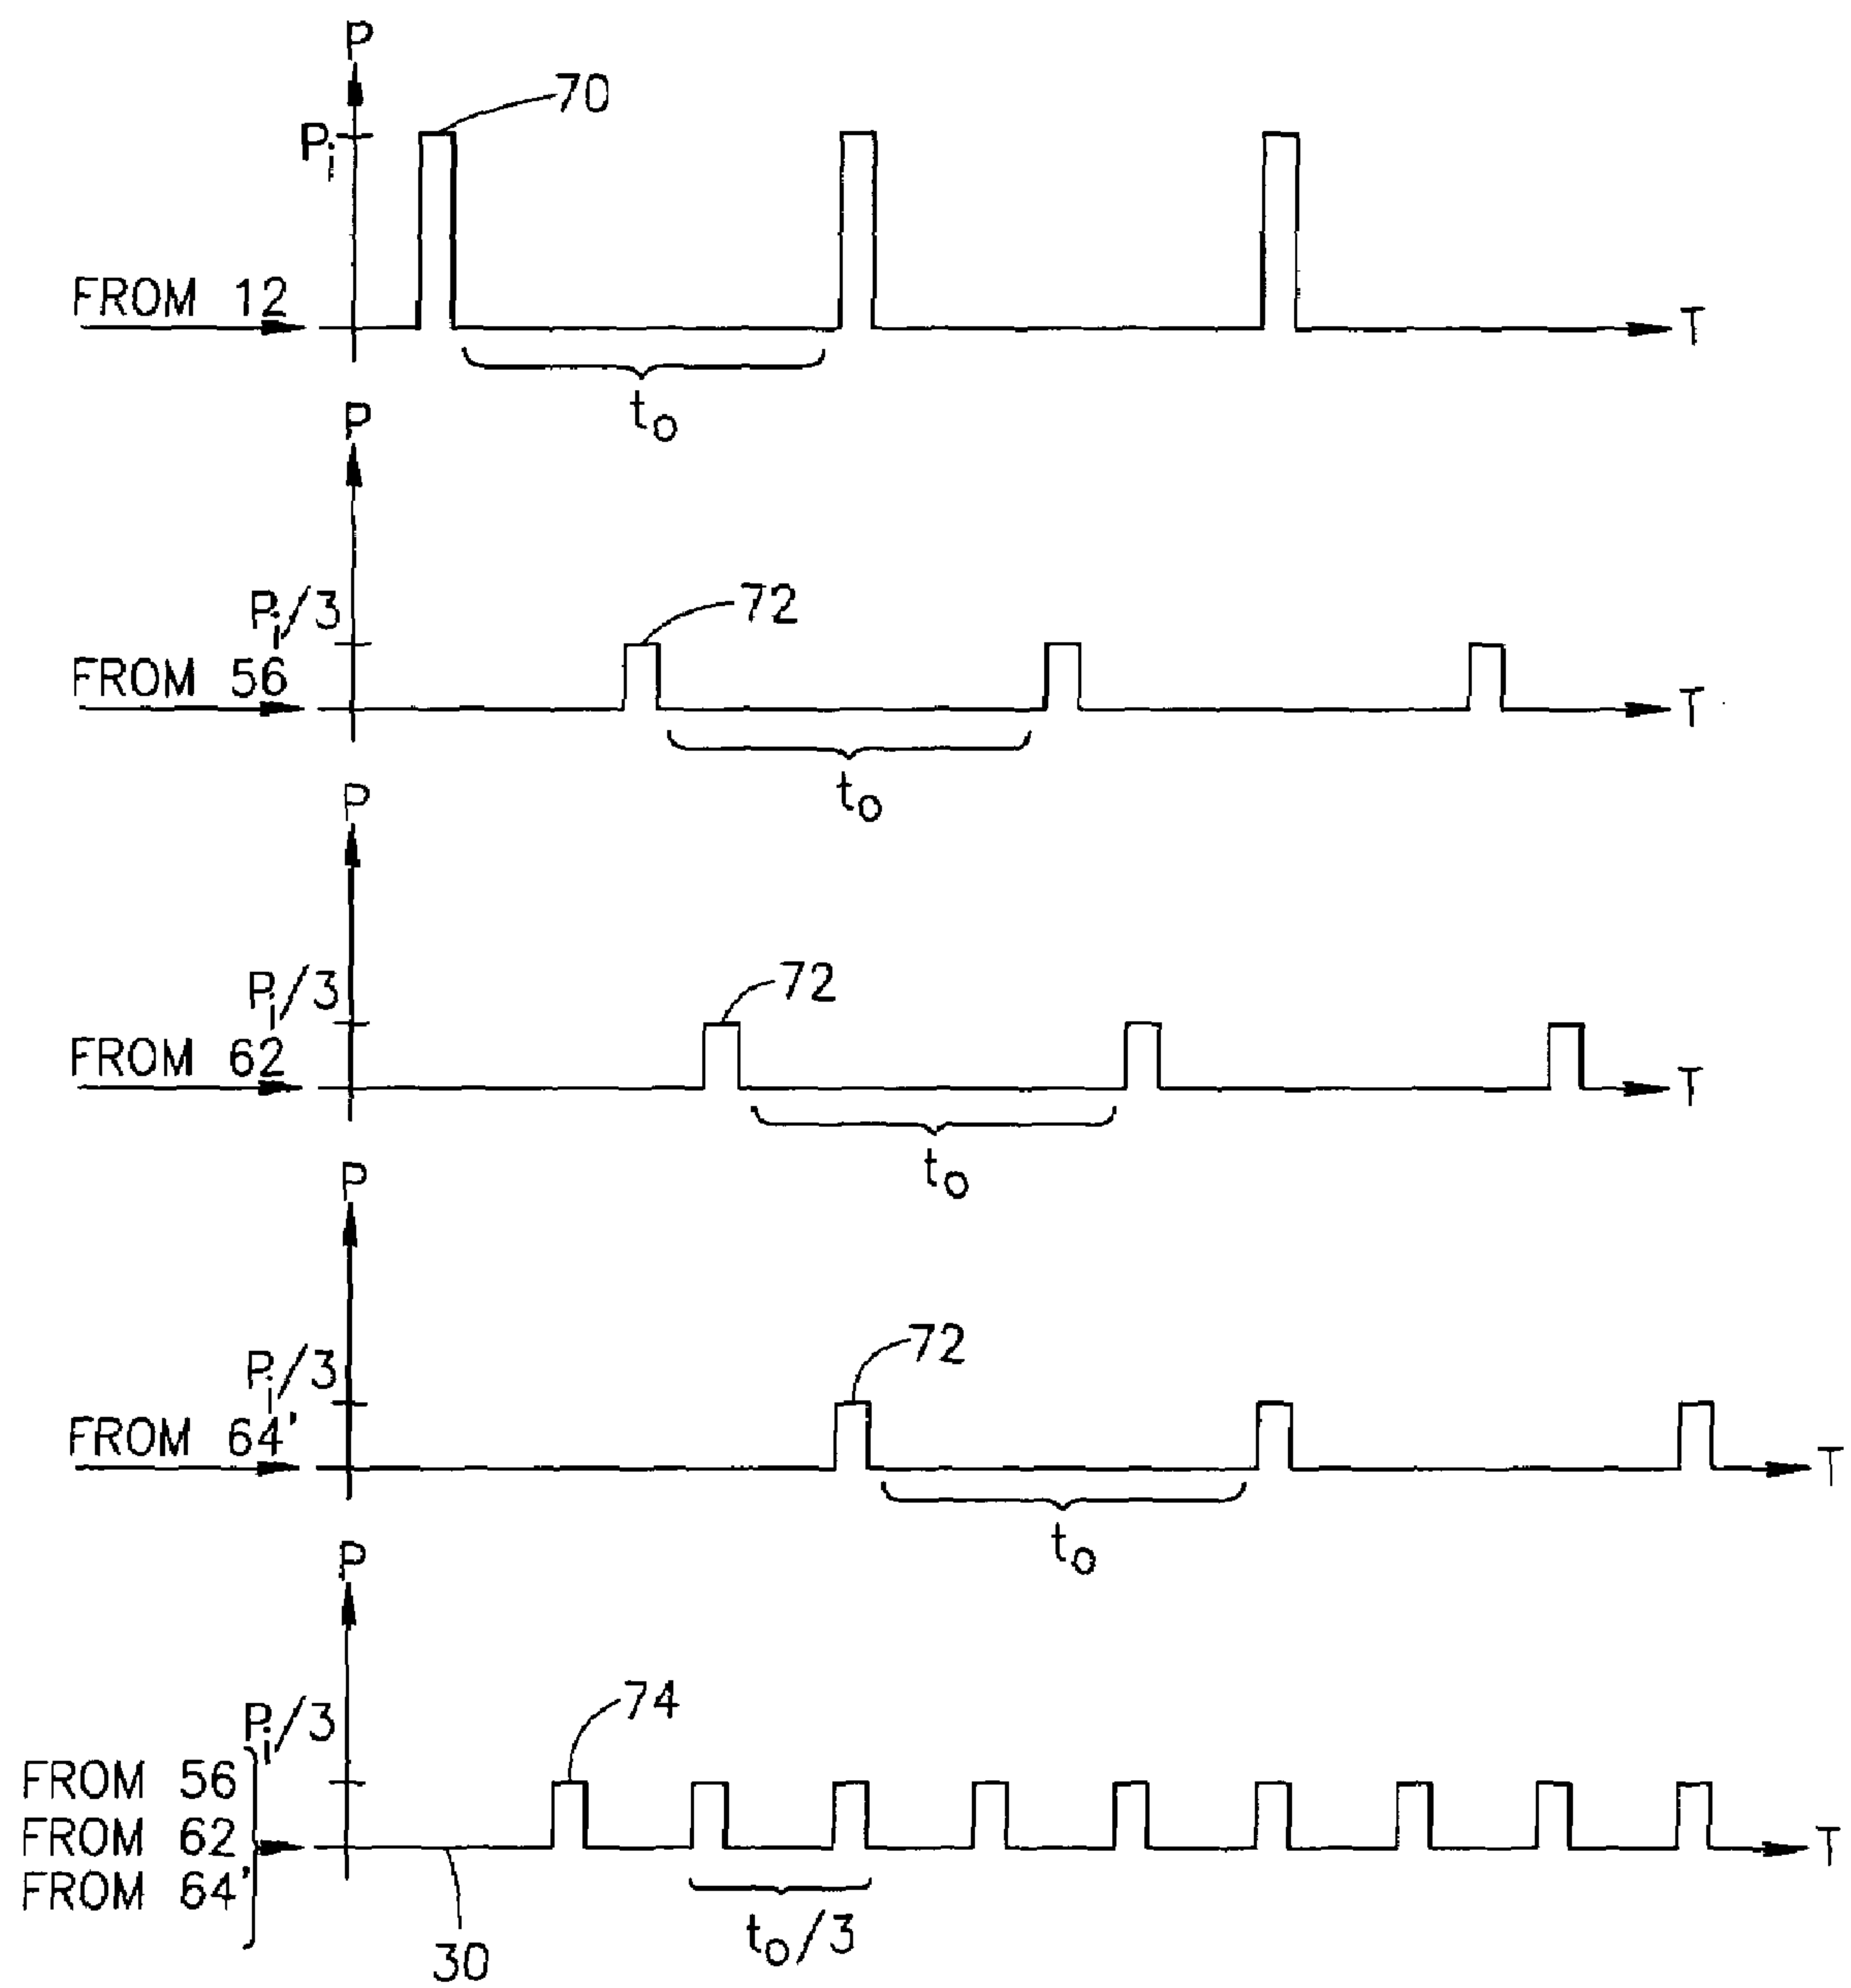 P
70
Pi
FROM 12
T
to
P
72
Pi/3
FROM 56
T
to
P
72
Pi/3
FROM 62
T
to
P
72
Pi/3
FROM 64'
T
to
P
74
Pi/3
FROM 56
FROM 62
FROM 64'
T
to/3
30